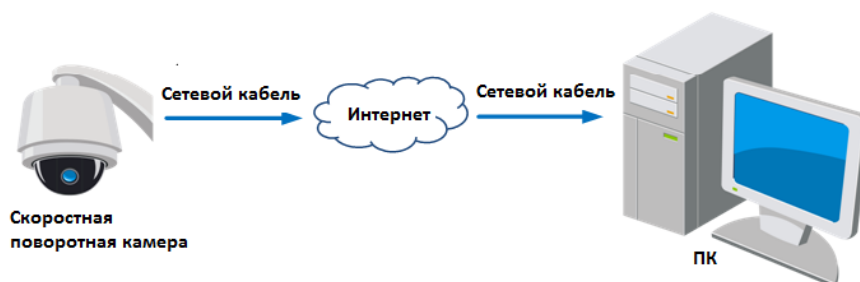 Сетевой кабель
Интернет
Сетевой кабель
Скоростная
поворотная камера
ПК